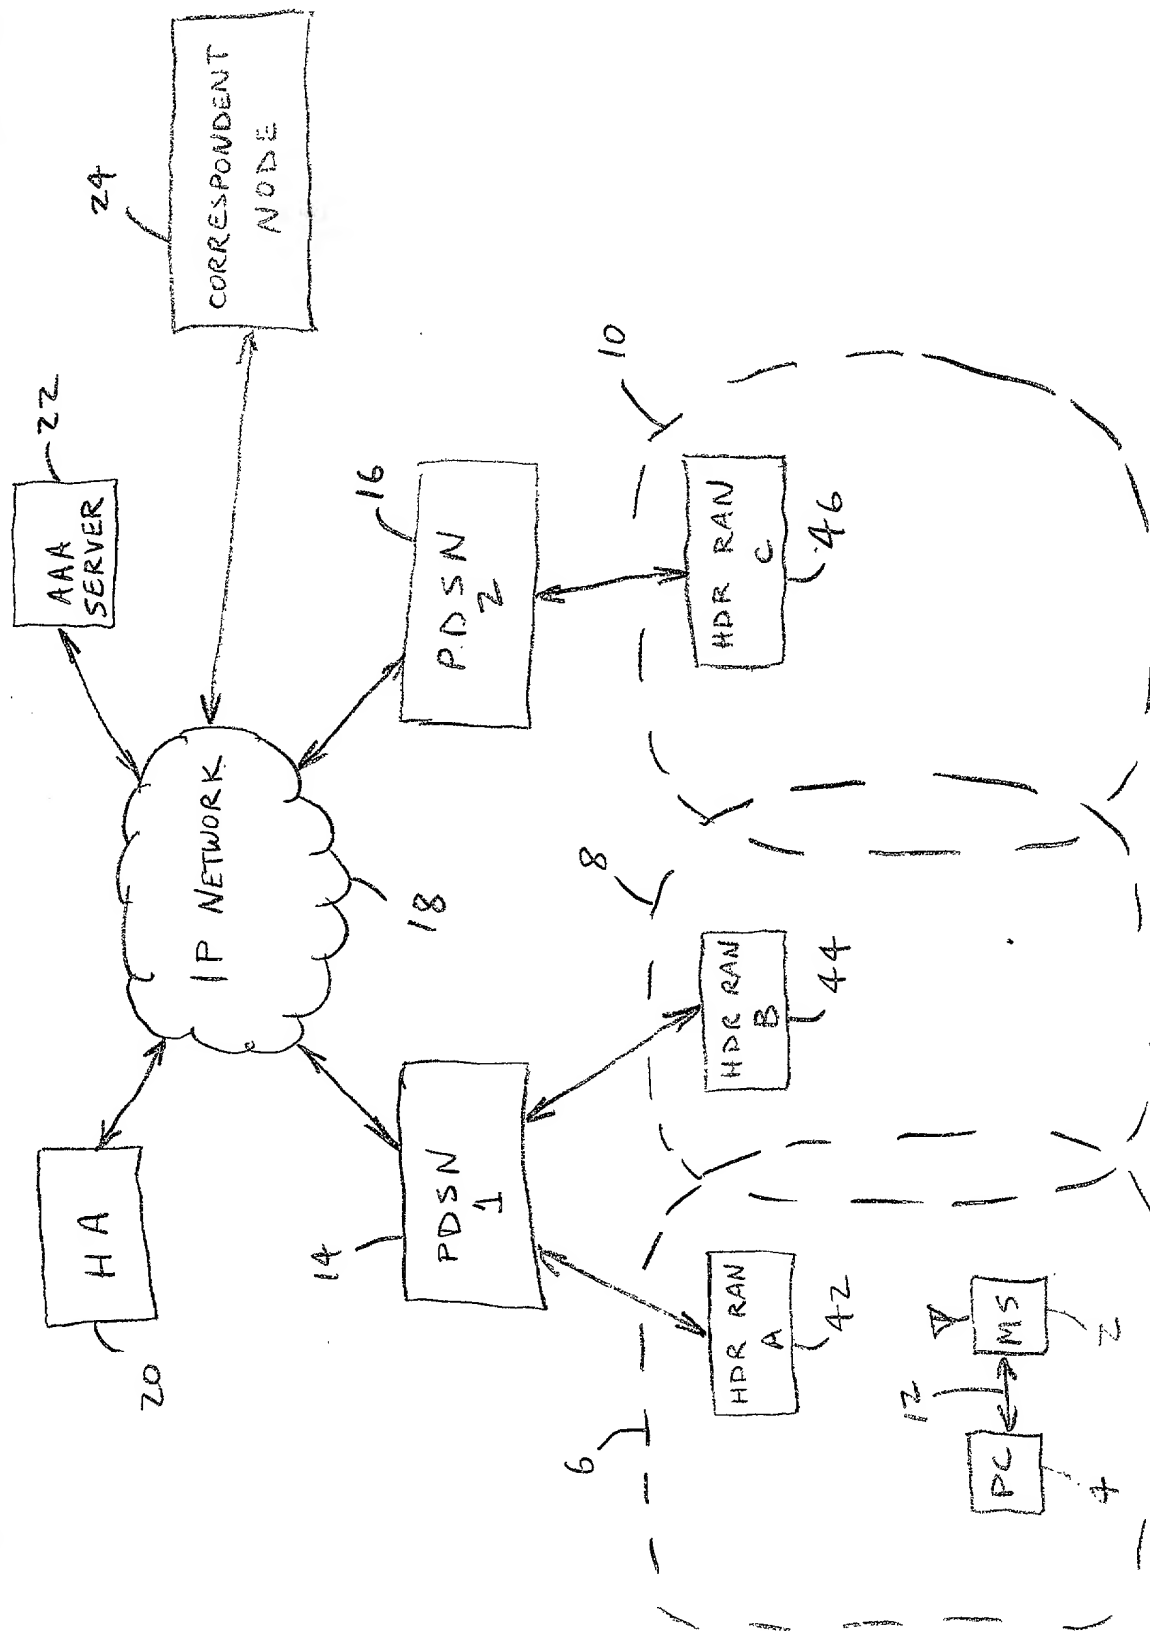 HA
20
AAA
SERVER
22
IP NETWORK
18
CORRESPONDENT
NODE
24
PDSN
1
14
PDSN
2
16
6
8
10
HDR RAN
A
42
HDR RAN
B
44
HDR RAN
C
46
PC
4
12
MS
2